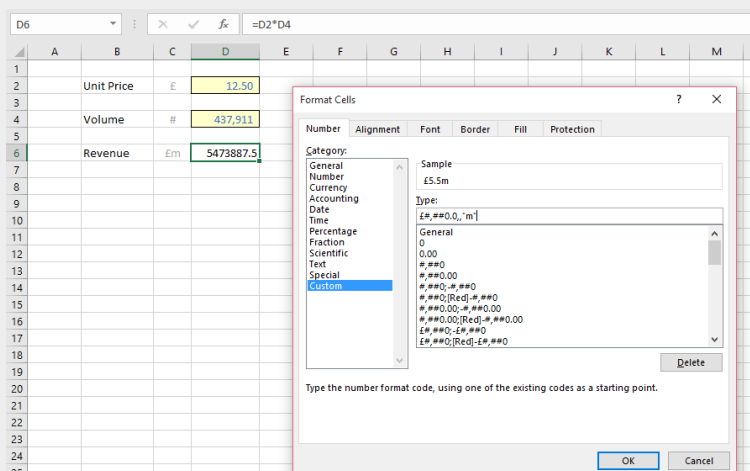 D6 fx =D2*D4
A B C D E F G H I J K L M
1
2 Unit Price £ 12.50
3
4 Volume # 437,911
5
6 Revenue £m 5473887.5
7
8
9
10
11
12
13
14
15
16
17
18
19
20
21
22
23
24
Format Cells ? ×
Number Alignment Font Border Fill Protection
Category:
General
Number
Currency
Accounting
Date
Time
Percentage
Fraction
Scientific
Text
Special
Custom
Sample
£5.5m
Type:
£#,##0.0,,"m"
General
0
0.00
#,##0
#,##0.00
#,##0;-#,##0
#,##0;[Red]-#,##0
#,##0.00;-#,##0.00
#,##0.00;[Red]-#,##0.00
£#,##0;-£#,##0
£#,##0;[Red]-£#,##0
Delete
Type the number format code, using one of the existing codes as a starting point.
OK Cancel